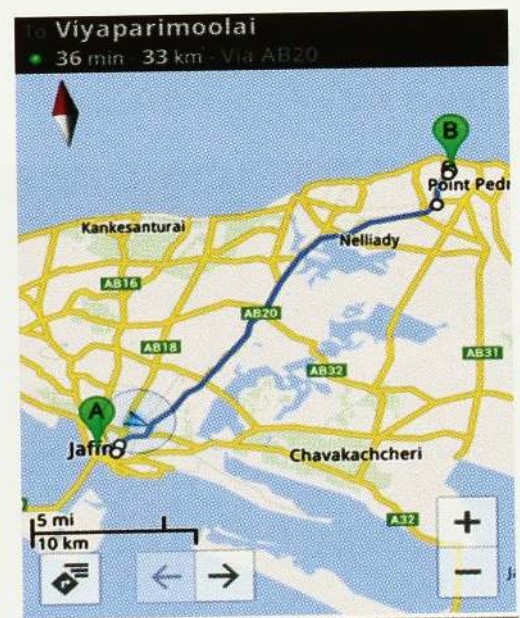 To Viyaparimoolai
36 min - 33 km - Via AB20
B
Point Pedr
Kankesanturai
Nelliady
AB16
AB20
AB18
AB31
AB32
A
Jaffn
Chavakachcheri
5 mi
10 km
A32
+
−